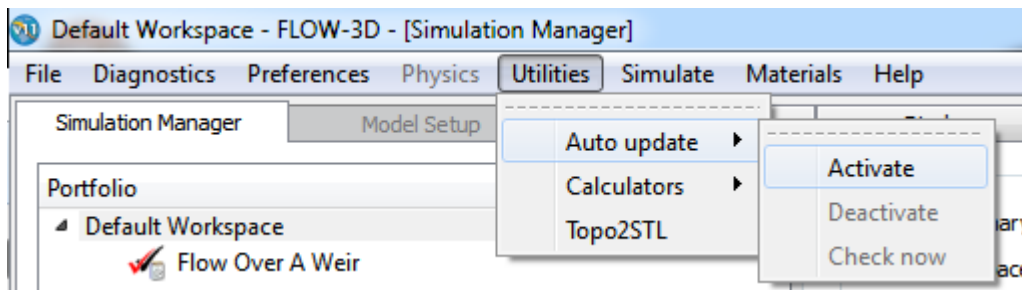 Default Workspace - FLOW-3D - [Simulation Manager]
File Diagnostics Preferences Physics Utilities Simulate Materials Help
Simulation Manager Model Setup
Auto update
Activate
Portfolio
Calculators
Deactivate
Default Workspace
Topo2STL
Check now
Flow Over A Weir